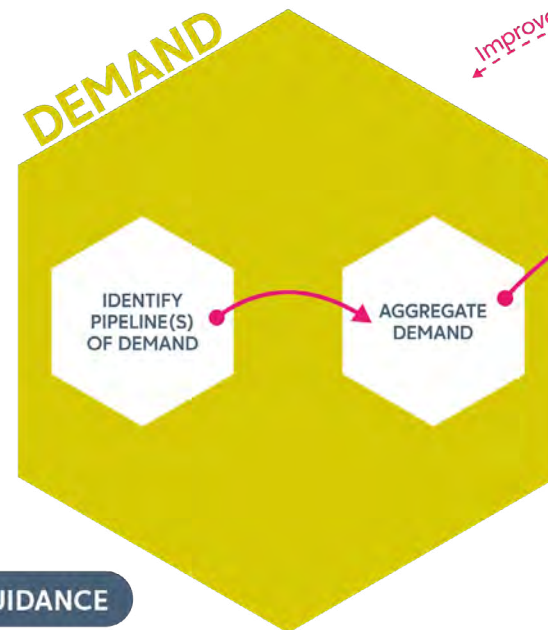 DEMAND
Improve
IDENTIFY
PIPELINE(S)
OF DEMAND
AGGREGATE
DEMAND
UIDANCE